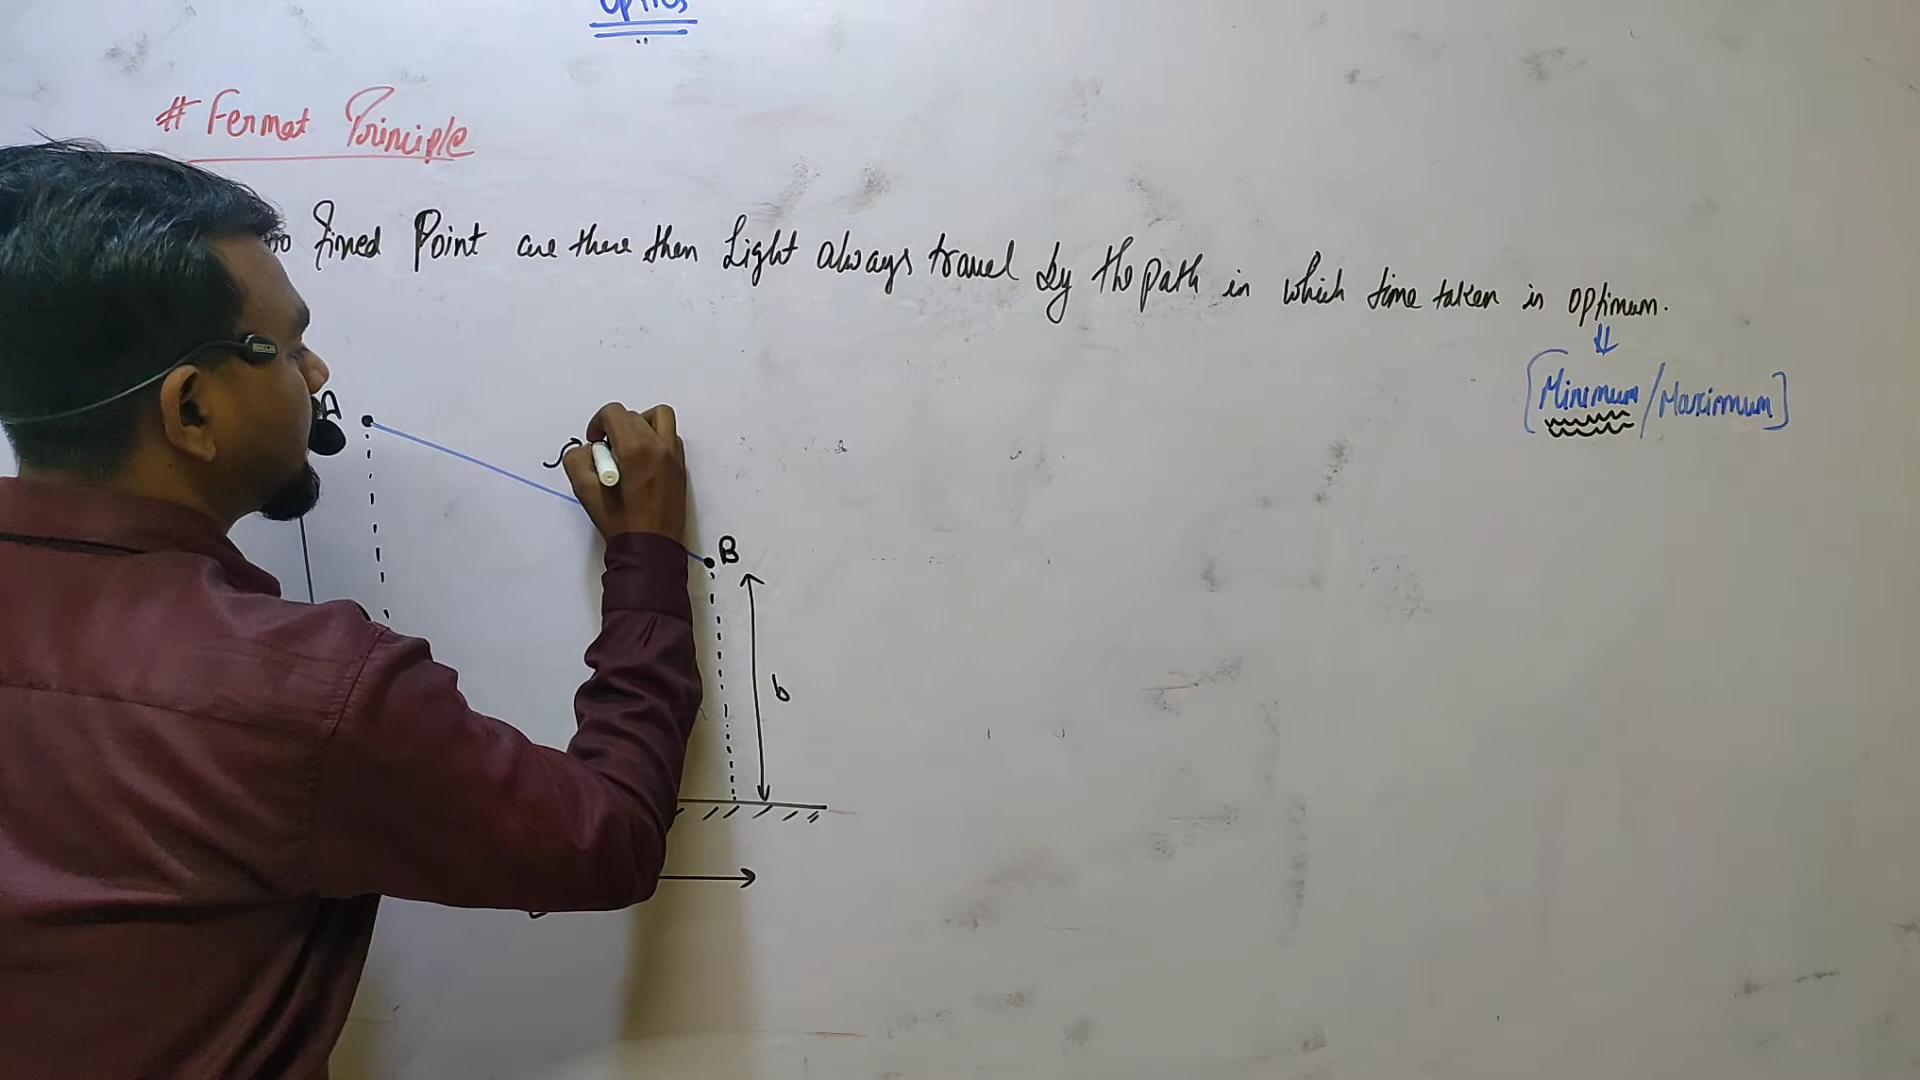 Optics
# Fermat Principle
fixed Point are there then Light always travel by the path in which time taken is optimum.
[Minimum / Maximum]
A
B
b